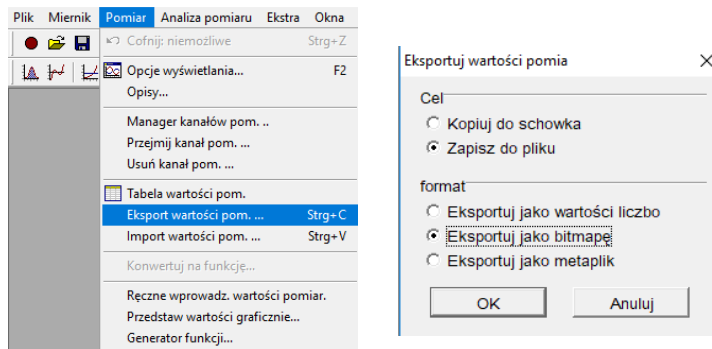 Plik Miernik Pomiar Analiza pomiaru Ekstra Okna
Cofnij: niemożliwe Strg+Z
Opcje wyświetlania... F2
Opisy...
Manager kanałów pom. ..
Przejmij kanał pom. ...
Usuń kanał pom. ...
Tabela wartości pom.
Eksport wartości pom. ... Strg+C
Import wartości pom. ... Strg+V
Konwertuj na funkcję...
Ręczne wprowadz. wartości pomiar.
Przedstaw wartości graficznie...
Generator funkcji...
Eksportuj wartości pomia
Cel
Kopiuj do schowka
Zapisz do pliku
format
Eksportuj jako wartości liczbo
Eksportuj jako bitmapę
Eksportuj jako metaplik
OK Anuluj